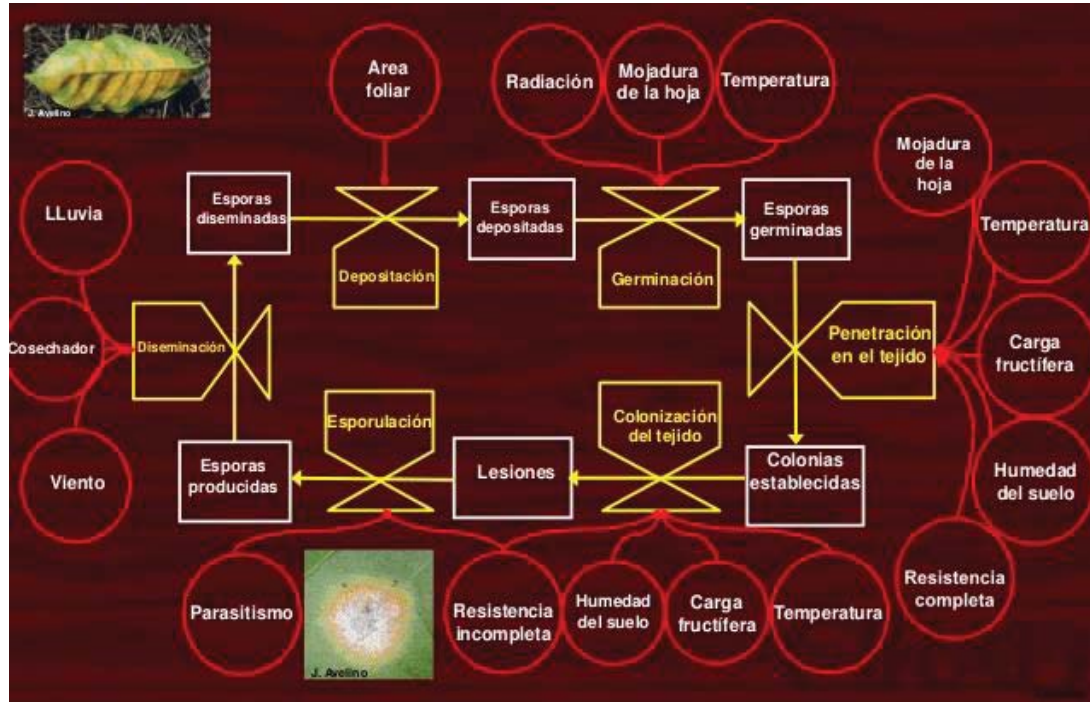 J. Avelino
Area
foliar
Radiación
Mojadura
de la hoja
Temperatura
Mojadura
de la
hoja
LLuvia
Esporas
diseminadas
Esporas
depositadas
Esporas
germinadas
Temperatura
Depositación
Germinación
Cosechador
Diseminación
Penetración
en el tejido
Carga
fructífera
Esporulación
Colonización
del tejido
Viento
Esporas
producidas
Lesiones
Colonias
establecidas
Humedad
del suelo
Parasitismo
J. Avelino
Resistencia
incompleta
Humedad
del suelo
Carga
fructífera
Temperatura
Resistencia
completa